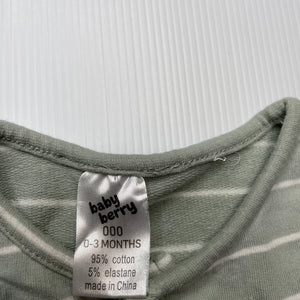 baby
berry
000
0-3 MONTHS
95% cotton
5% elastane
made in China